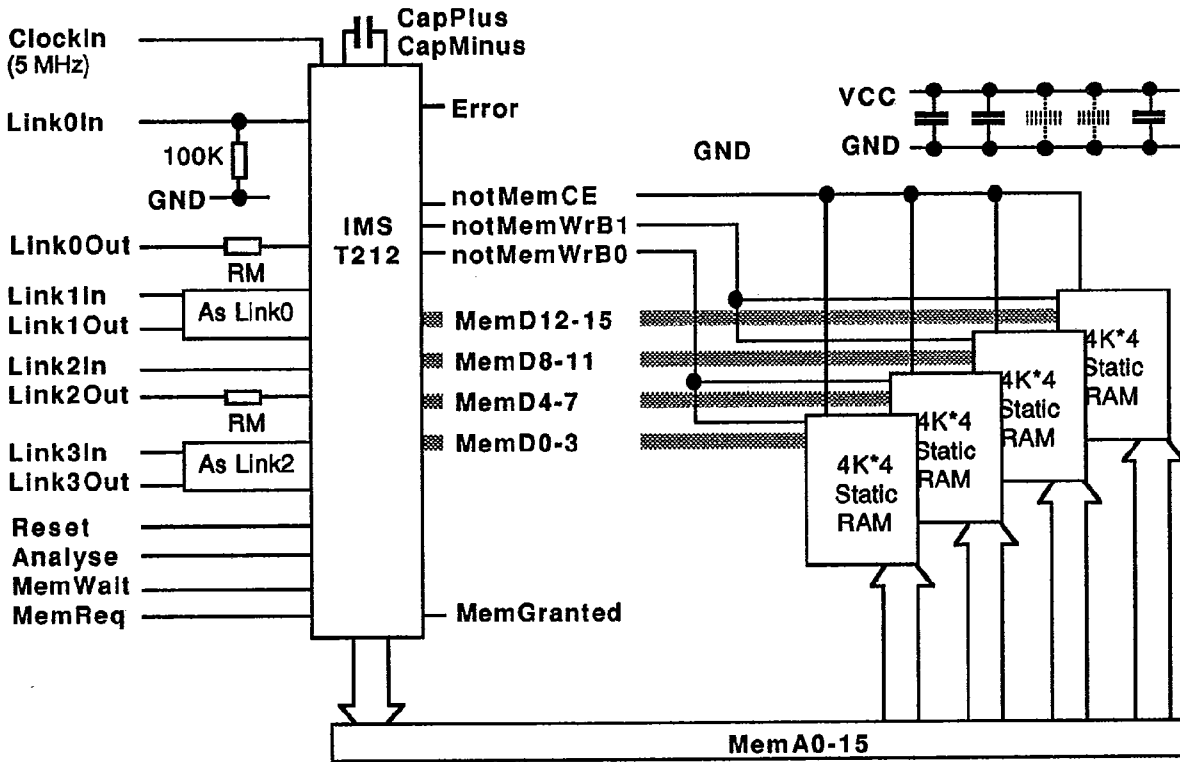 CapPlus
CapMinus
ClockIn
(5 MHz)
Error
VCC
GND
Link0In
100K
GND
GND
notMemCE
notMemWrB1
notMemWrB0
IMS
T212
Link0Out
RM
Link1In
Link1Out
As Link0
MemD12-15
MemD8-11
MemD4-7
MemD0-3
Link2In
Link2Out
RM
Link3In
Link3Out
As Link2
4K*4
Static
RAM
4K*4
Static
RAM
4K*4
Static
RAM
4K*4
Static
RAM
Reset
Analyse
MemWait
MemReq
MemGranted
MemA0-15